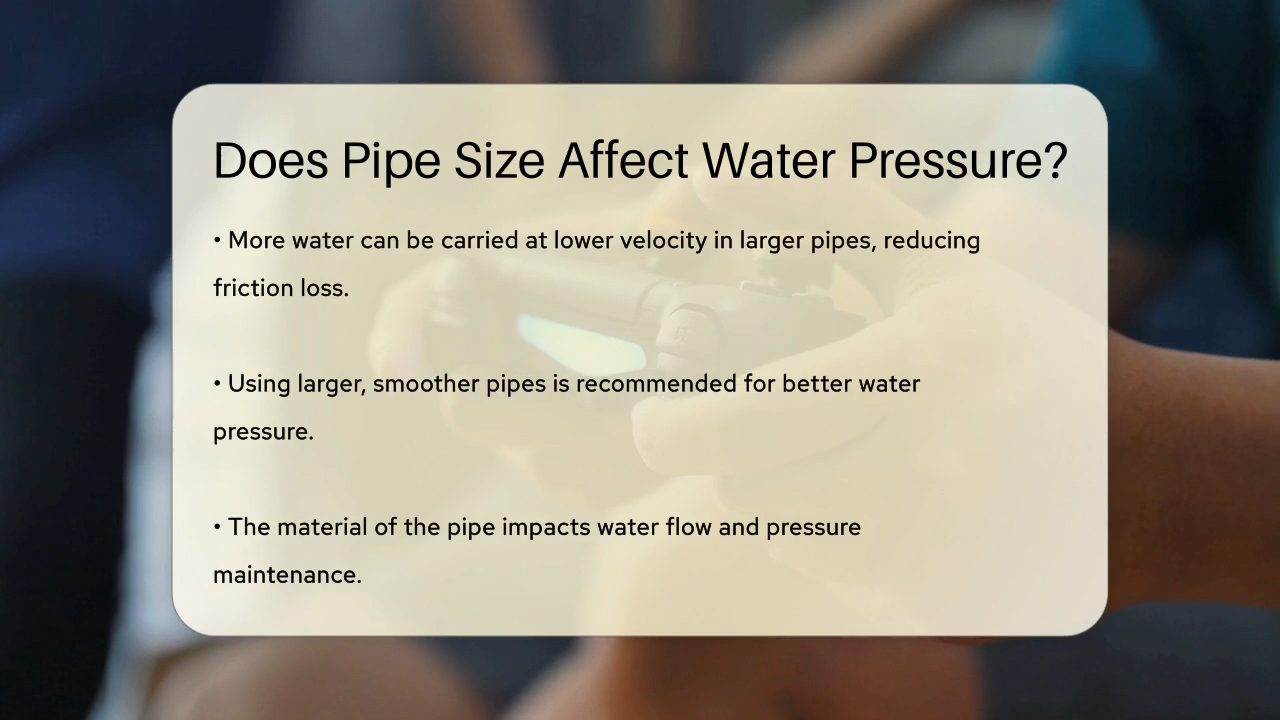 Does Pipe Size Affect Water Pressure?
• More water can be carried at lower velocity in larger pipes, reducing
friction loss.
• Using larger, smoother pipes is recommended for better water
pressure.
• The material of the pipe impacts water flow and pressure
maintenance.